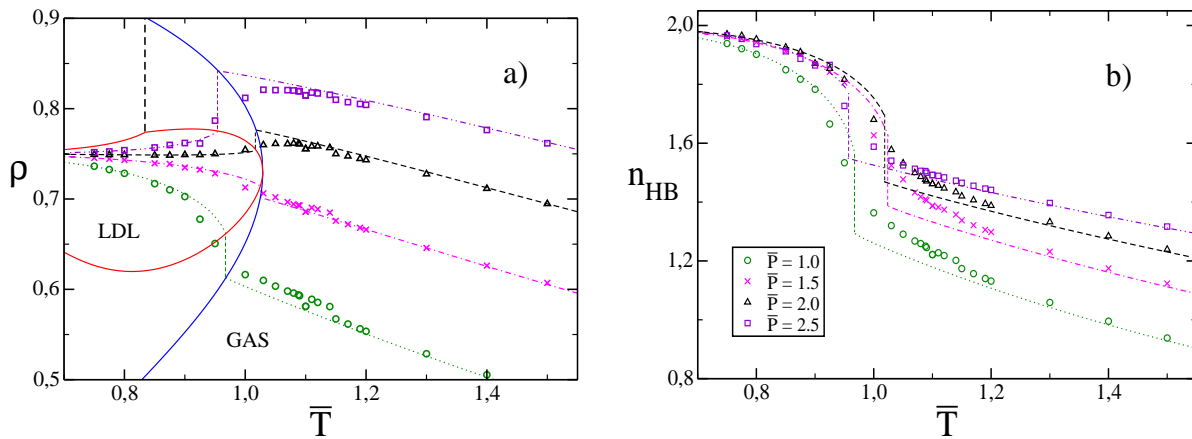 0,9
0,8
0,7
0,6
0,5
ρ
a)
LDL
GAS
0,8 1,0 1,2 1,4
T
2.0
1.6
1.2
0.8
n HB
b)
P = 1.0
P = 1.5
P = 2.0
P = 2.5
0,8 1,0 1,2 1,4
T